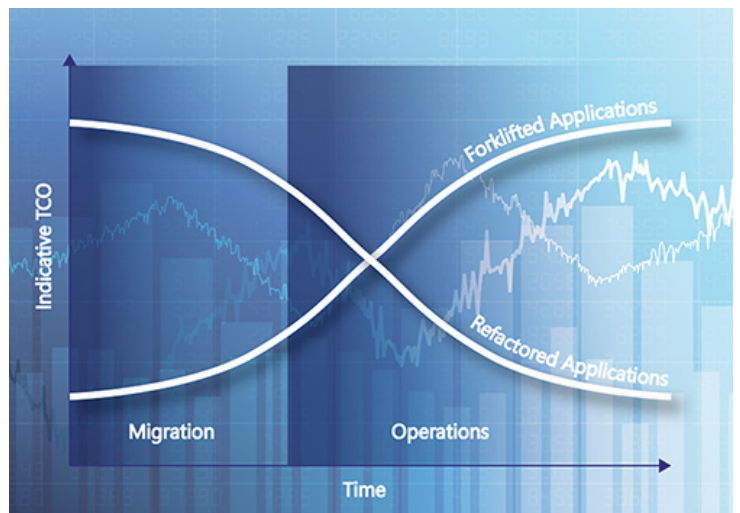 Indicative TCO
Forklifted Applications
Refactored Applications
Migration
Operations
Time